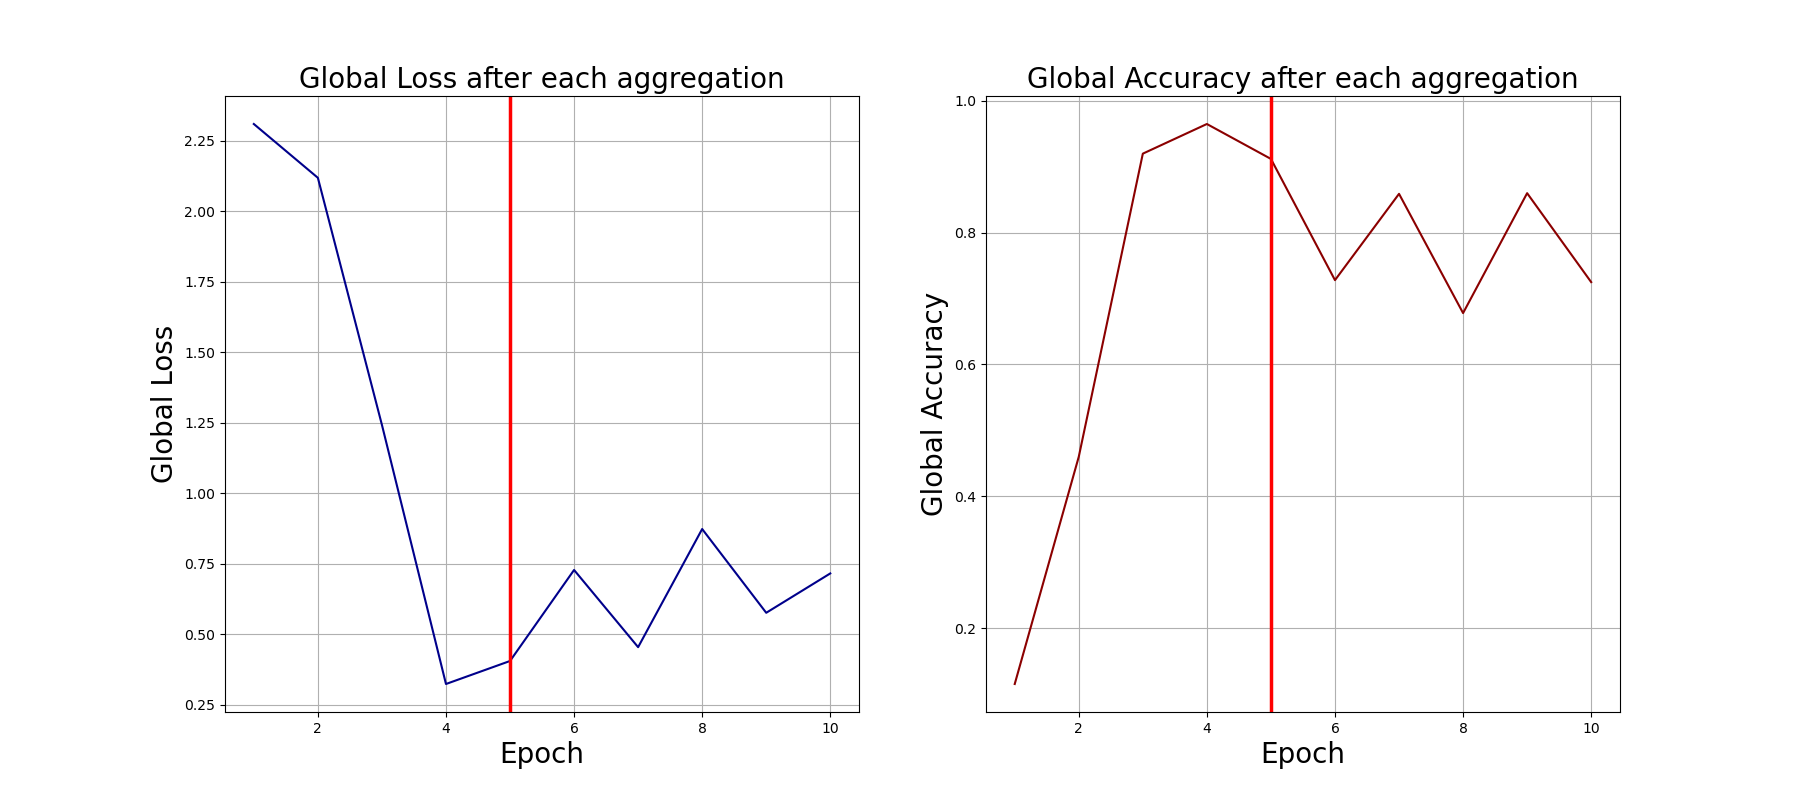 Global Loss after each aggregation
Global Loss
2.25
2.00
1.75
1.50
1.25
1.00
0.75
0.50
0.25
2 4 6 8 10
Epoch
Global Accuracy after each aggregation
Global Accuracy
1.0
0.8
0.6
0.4
0.2
2 4 6 8 10
Epoch